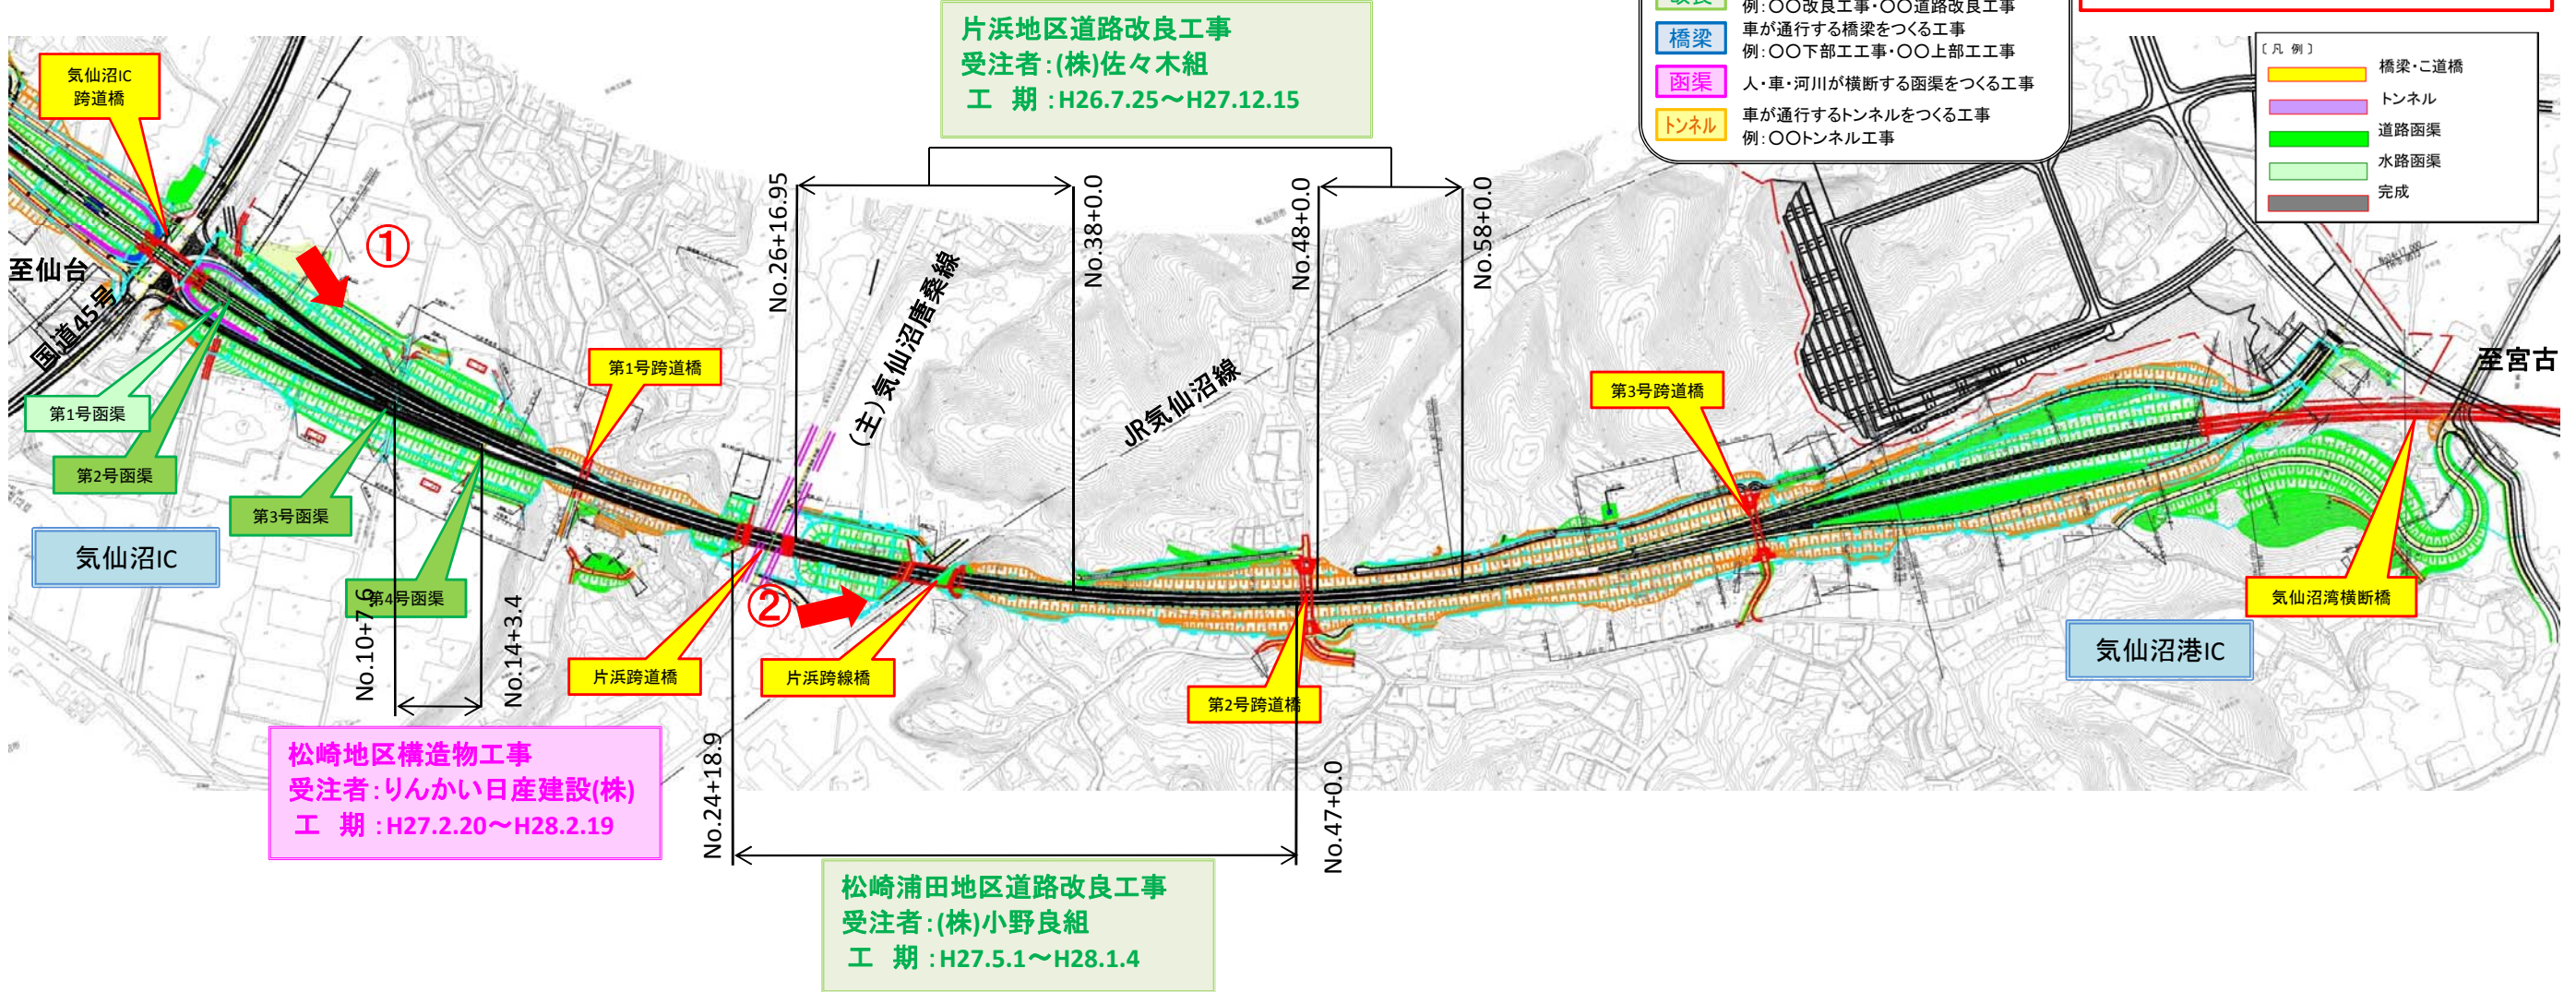 片浜地区道路改良工事
受注者:(株)佐々木組
工 期:H26.7.25～H27.12.15
改良
例:〇〇改良工事・〇〇道路改良工事
橋梁
車が通行する橋梁をつくる工事
例:〇〇下部工工事・〇〇上部工工事
函渠
人・車・河川が横断する函渠をつくる工事
トンネル
車が通行するトンネルをつくる工事
例:〇〇トンネル工事
〔凡例〕
橋梁・こ道橋
トンネル
道路函渠
水路函渠
完成
気仙沼IC
跨道橋
①
至仙台
国道45号
第1号函渠
第2号函渠
第3号函渠
第4号函渠
気仙沼IC
No.10+7.6
No.14+3.4
第1号跨道橋
No.26+16.95
(主)気仙沼唐桑線
No.38+0.0
JR気仙沼線
No.48+0.0
No.58+0.0
第3号跨道橋
至宮古
②
片浜跨道橋
片浜跨線橋
第2号跨道橋
気仙沼湾横断橋
気仙沼港IC
松崎地区構造物工事
受注者:りんかい日産建設(株)
工 期:H27.2.20～H28.2.19
No.24+18.9
No.47+0.0
松崎浦田地区道路改良工事
受注者:(株)小野良組
工 期:H27.5.1～H28.1.4